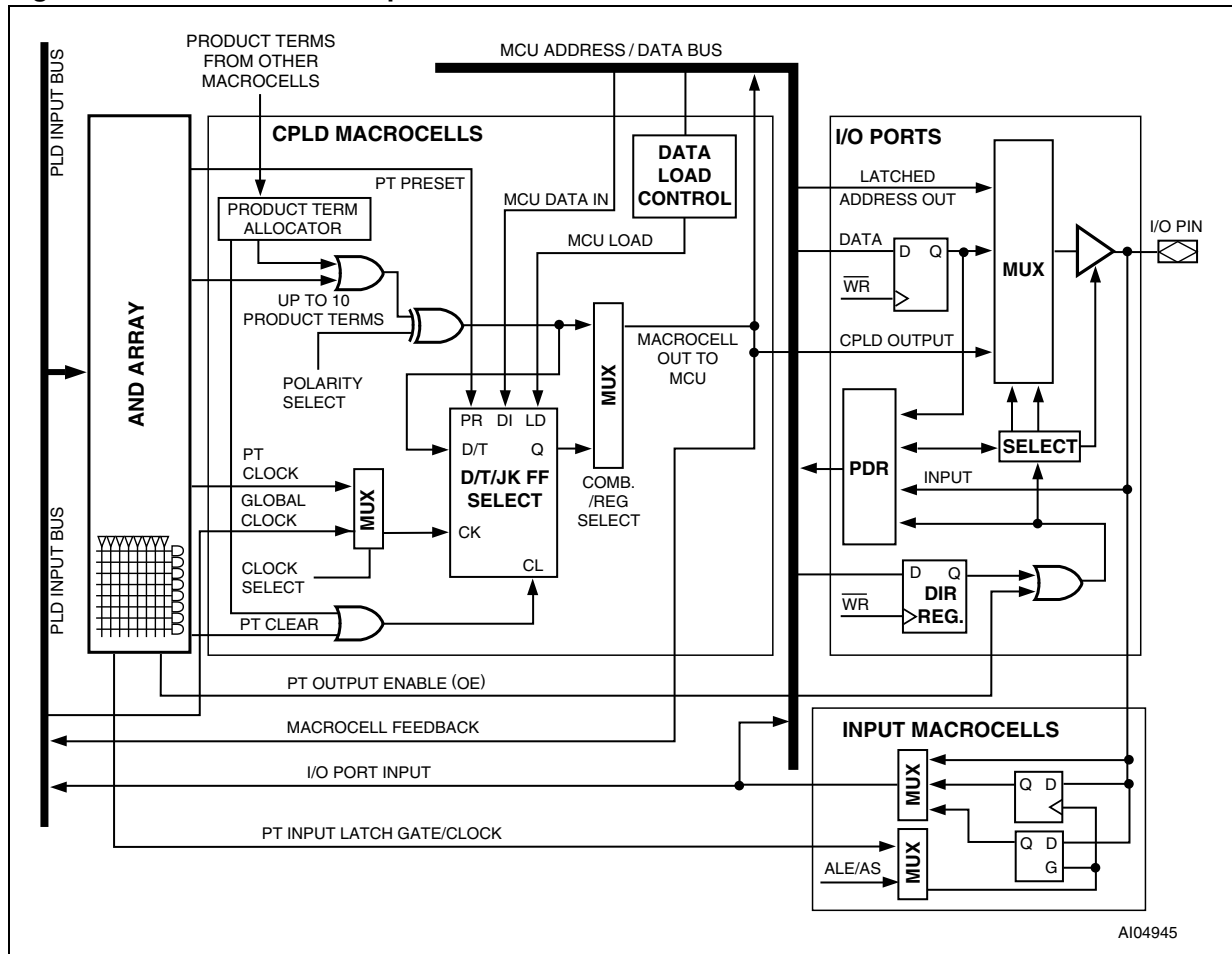 PRODUCT TERMS
FROM OTHER
MACROCELLS
MCU ADDRESS / DATA BUS
PLD INPUT BUS
PLD INPUT BUS
AND ARRAY
CPLD MACROCELLS
PT PRESET
PRODUCT TERM
ALLOCATOR
UP TO 10
PRODUCT TERMS
POLARITY
SELECT
MCU DATA IN
MCU LOAD
DATA
LOAD
CONTROL
PR DI LD
D/T Q
D/T/JK FF
SELECT
CK
CL
MUX
COMB.
/REG
SELECT
MACROCELL
OUT TO
MCU
PT
CLOCK
GLOBAL
CLOCK
MUX
CLOCK
SELECT
PT CLEAR
PT OUTPUT ENABLE (OE)
MACROCELL FEEDBACK
I/O PORT INPUT
PT INPUT LATCH GATE/CLOCK
I/O PORTS
LATCHED
ADDRESS OUT
DATA
D Q
WR
MUX
I/O PIN
CPLD OUTPUT
SELECT
PDR
INPUT
D Q
DIR
REG.
WR
INPUT MACROCELLS
MUX
Q D
Q D
G
MUX
ALE/AS
AI04945